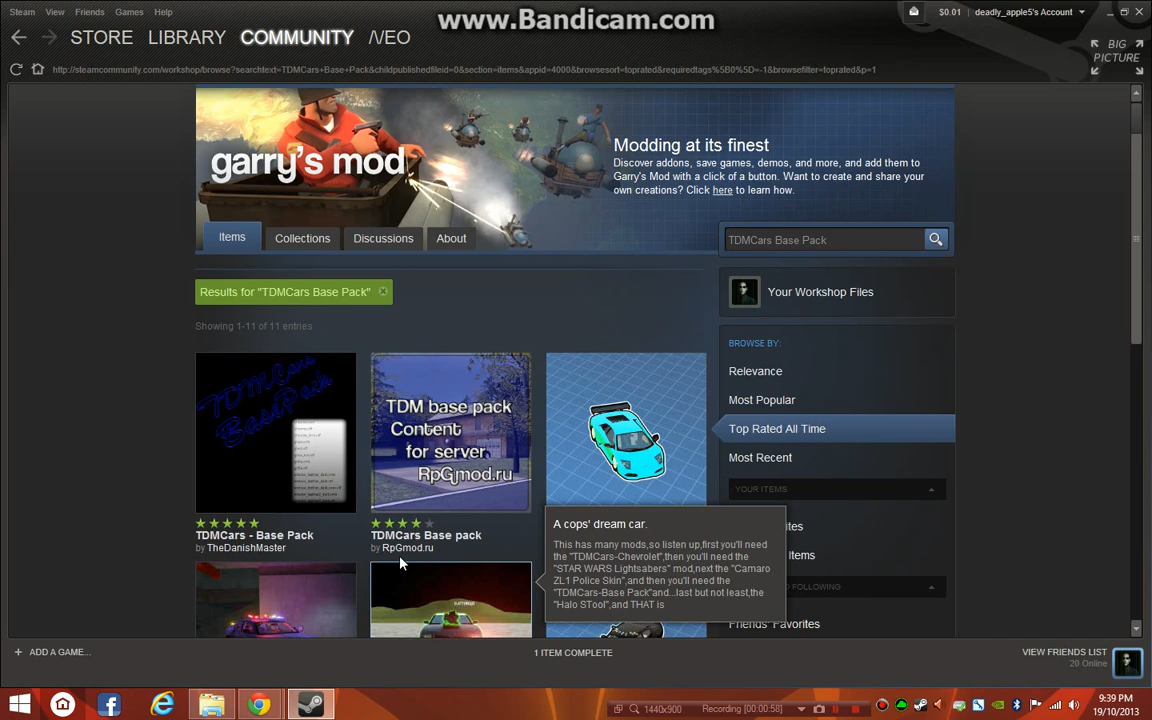 www.Bandicam.com
Steam View Friends Games Help
$0.01 deadly_apple5's Account
STORE LIBRARY COMMUNITY /\/EO
BIG PICTURE
http://steamcommunity.com/workshop/browse?searchtext=TDMCars+Base+Pack&childpublishedfileid=0&section=items&appid=4000&browsesort=toprated&requiredtags%5B0%5D=-1&browsefilter=toprated&p=1
garry's mod
Modding at its finest
Discover addons, save games, demos, and more, and add them to
Garry's Mod with a click of a button. Want to create and share your
own creations? Click here to learn how.
Items Collections Discussions About
TDMCars Base Pack
Results for "TDMCars Base Pack"
Your Workshop Files
Showing 1-11 of 11 entries
BROWSE BY:
Relevance
Most Popular
Top Rated All Time
Most Recent
YOUR ITEMS
TDMCars
BasePack
TDM base pack
Content
for server
RpGmod.ru
TDMCars - Base Pack
by TheDanishMaster
TDMCars Base pack
by RpGmod.ru
A cops' dream car.
This has many mods,so listen up,first you'll need
the "TDMCars-Chevrolet",then you'll need the
"STAR WARS Lightsabers" mod,next the "Camaro
ZL1 Police Skin",and then you'll need the
"TDMCars-Base Pack"and...last but not least,the
"Halo STool",and THAT is
Items
Friends' Favorites
+ ADD A GAME...
1 ITEM COMPLETE
VIEW FRIENDS LIST
20 Online
1440x900 Recording [00:00:58]
9:39 PM
19/10/2013